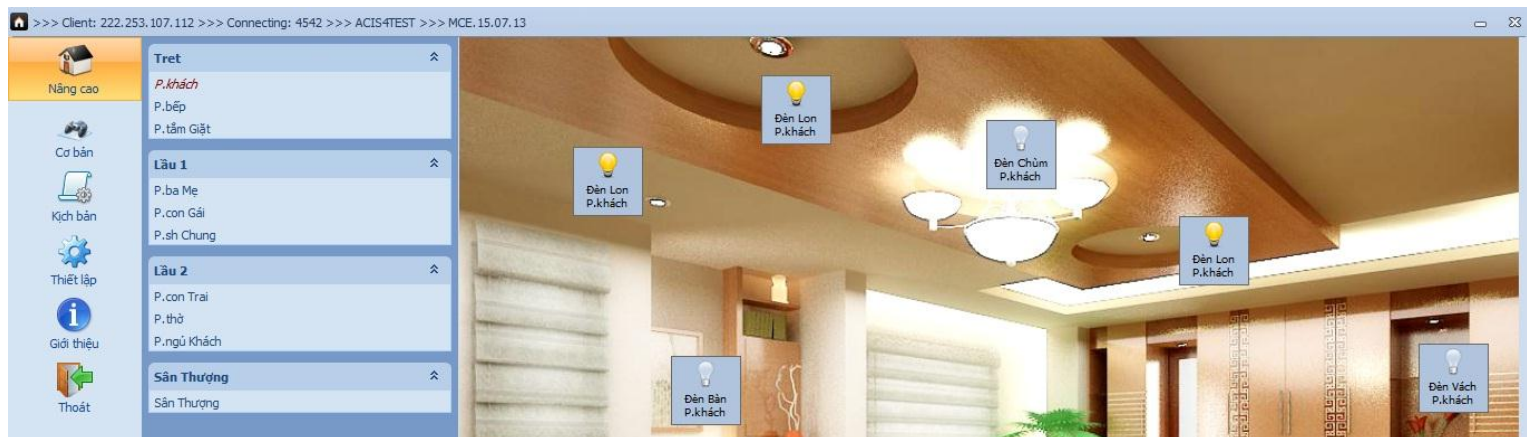 >>> Client: 222.253.107.112 >>> Connecting: 4542 >>> ACIS4TEST >>> MCE.15.07.13
Nâng cao
Cơ bản
Kịch bản
Thiết lập
Giới thiệu
Thoát
Tret
P.khách
P.bếp
P.tắm Giặt
Lầu 1
P.ba Mẹ
P.con Gái
P.sh Chung
Lầu 2
P.con Trai
P.thờ
P.ngủ Khách
Sân Thượng
Sân Thượng
Đèn Lon
P.khách
Đèn Chùm
P.khách
Đèn Lon
P.khách
Đèn Lon
P.khách
Đèn Bàn
P.khách
Đèn Vách
P.khách